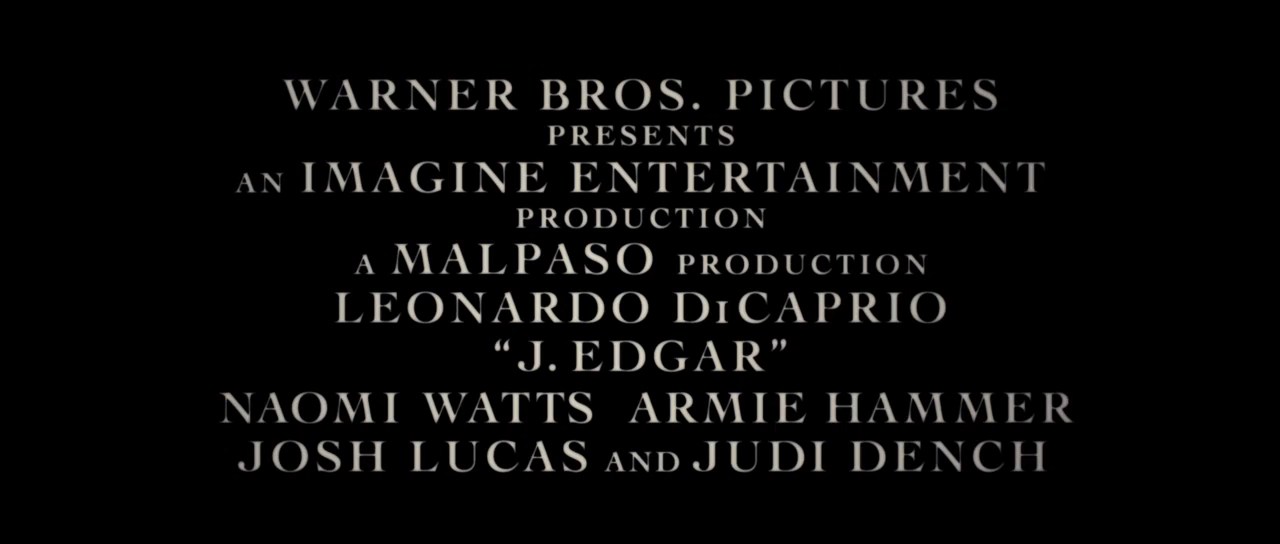 WARNER BROS. PICTURES
PRESENTS
AN IMAGINE ENTERTAINMENT
PRODUCTION
A MALPASO PRODUCTION
LEONARDO DiCAPRIO
“J. EDGAR”
NAOMI WATTS ARMIE HAMMER
JOSH LUCAS AND JUDI DENCH